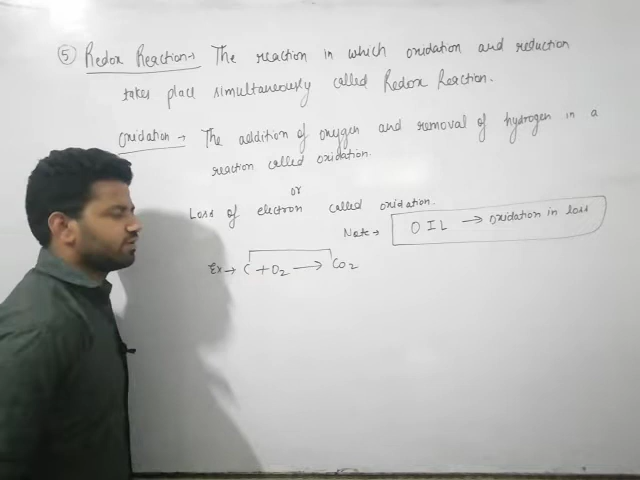 ⑤ Redox Reaction→ The reaction in which oxidation and reduction
takes place simultaneously called Redox Reaction.
Oxidation → The addition of oxygen and removal of hydrogen in a
reaction called oxidation.
or
Loss of electron called oxidation.
Note→ OIL → oxidation in loss
Ex→ C + O₂ → CO₂